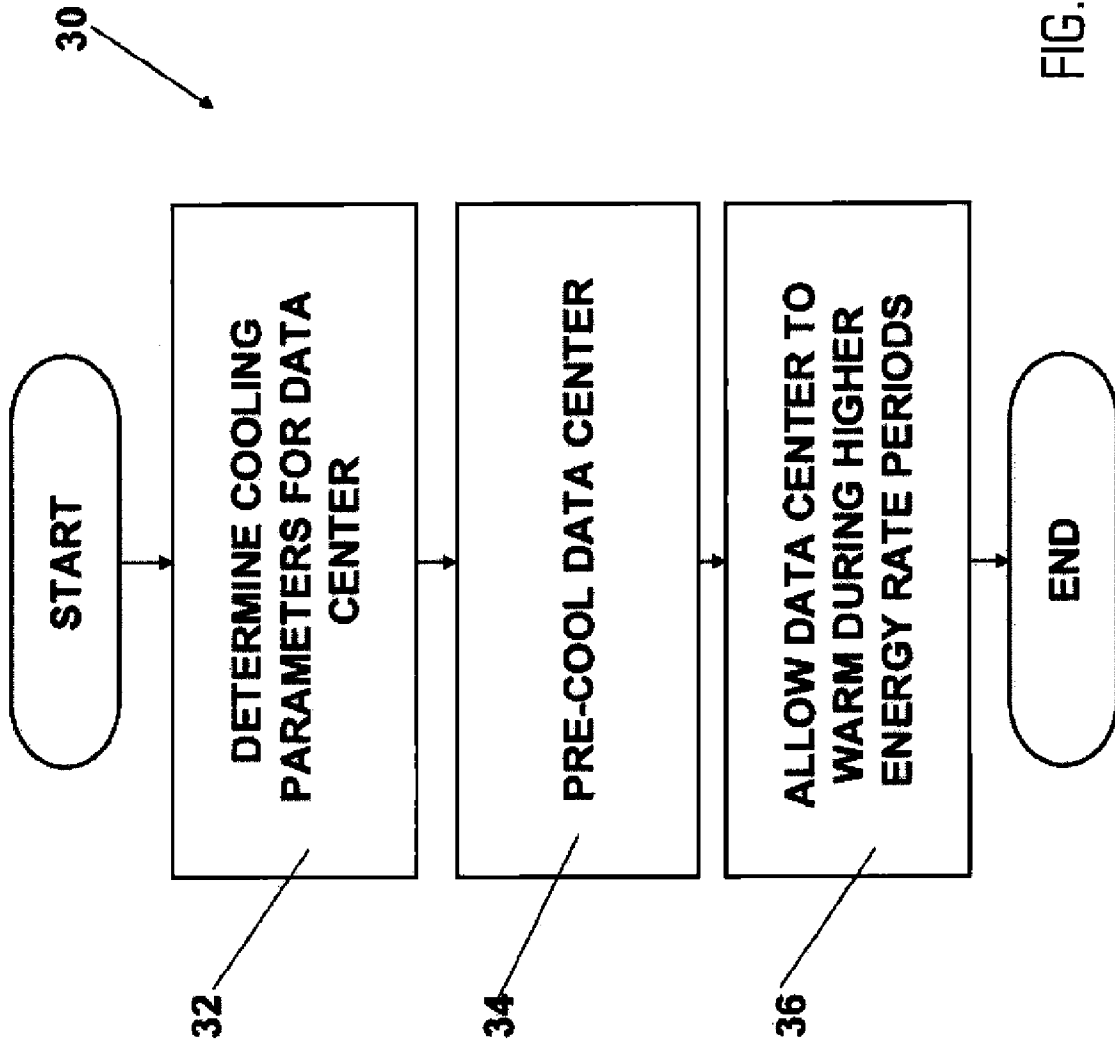 30
START
32
DETERMINE COOLING
PARAMETERS FOR DATA
CENTER
34
PRE-COOL DATA CENTER
36
ALLOW DATA CENTER TO
WARM DURING HIGHER
ENERGY RATE PERIODS
END
FIG.